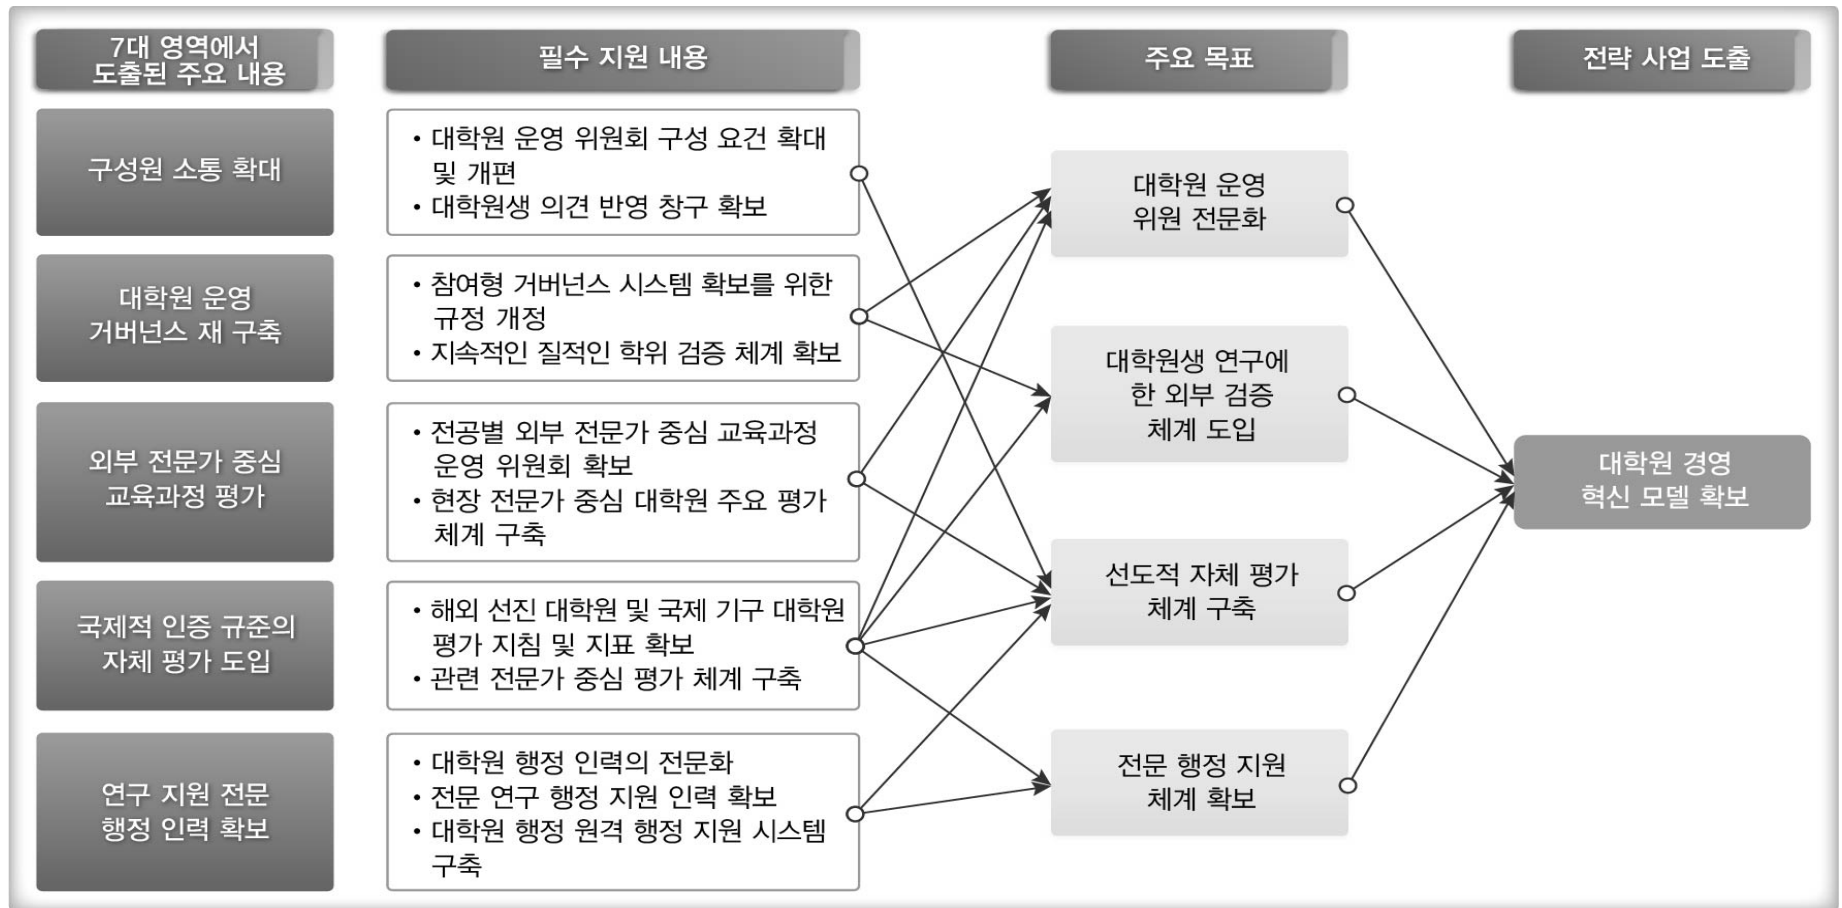 7대 영역에서
도출된 주요 내용
필수 지원 내용
주요 목표
전략 사업 도출
구성원 소통 확대
• 대학원 운영 위원회 구성 요건 확대
및 개편
• 대학원생 의견 반영 창구 확보
대학원 운영
거버넌스 재 구축
• 참여형 거버넌스 시스템 확보를 위한
규정 개정
• 지속적인 질적인 학위 검증 체계 확보
외부 전문가 중심
교육과정 평가
• 전공별 외부 전문가 중심 교육과정
운영 위원회 확보
• 현장 전문가 중심 대학원 주요 평가
체계 구축
국제적 인증 규준의
자체 평가 도입
• 해외 선진 대학원 및 국제 기구 대학원
평가 지침 및 지표 확보
• 관련 전문가 중심 평가 체계 구축
연구 지원 전문
행정 인력 확보
• 대학원 행정 인력의 전문화
• 전문 연구 행정 지원 인력 확보
• 대학원 행정 원격 행정 지원 시스템
구축
대학원 운영
위원 전문화
대학원생 연구에
한 외부 검증
체계 도입
선도적 자체 평가
체계 구축
전문 행정 지원
체계 확보
대학원 경영
혁신 모델 확보